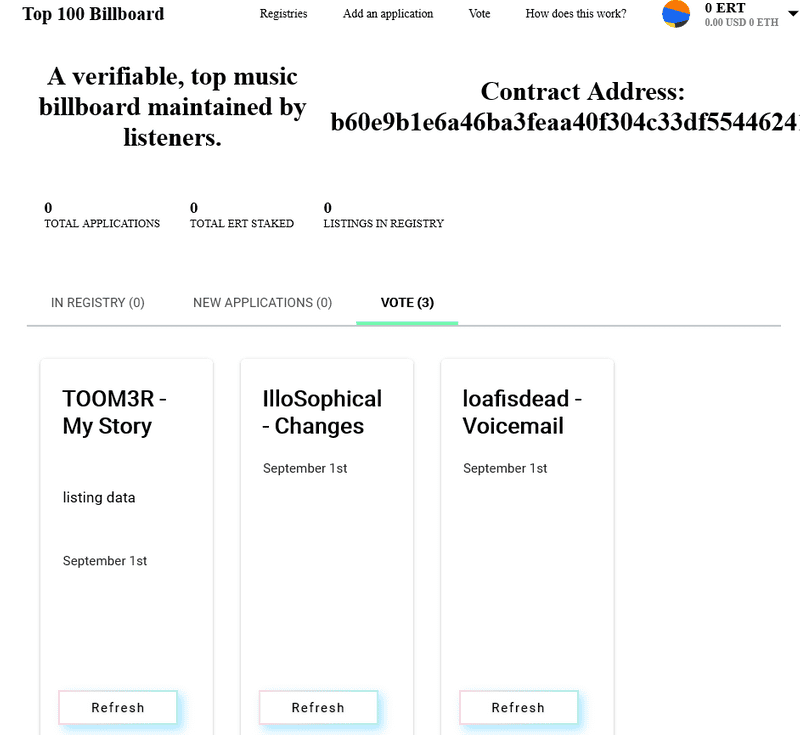 Top 100 Billboard
Registries
Add an application
Vote
How does this work?
0 ERT
0.00 USD 0 ETH
A verifiable, top music
billboard maintained by
listeners.
Contract Address:
b60e9b1e6a46ba3feaa40f304c33df5544624
0
TOTAL APPLICATIONS
0
TOTAL ERT STAKED
0
LISTINGS IN REGISTRY
IN REGISTRY (0)
NEW APPLICATIONS (0)
VOTE (3)
TOOM3R -
My Story
listing data
September 1st
Refresh
IlloSophical
- Changes
September 1st
Refresh
loafisdead -
Voicemail
September 1st
Refresh